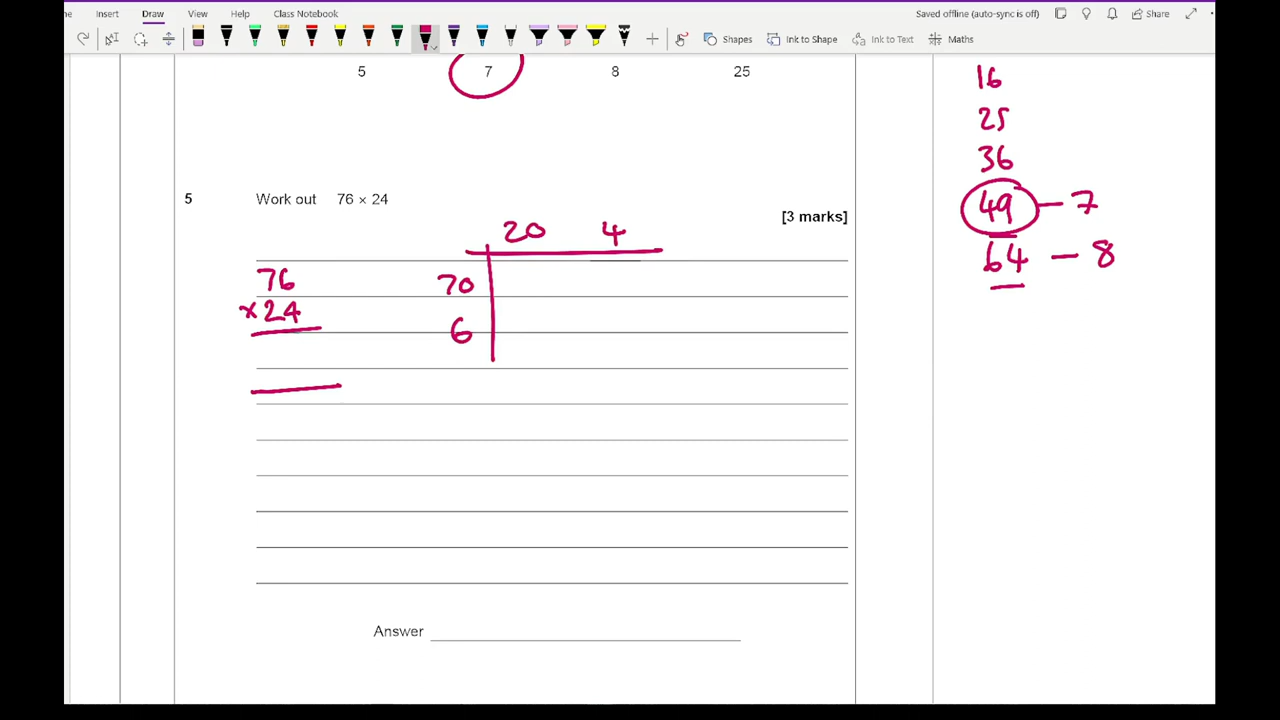 Insert Draw View Help Class Notebook Saved offline (auto-sync is off) Share
Shapes Ink to Shape Ink to Text Maths
5 7 8 25
16
25
36
49 - 7
64 - 8
5 Work out 76 × 24
[3 marks]
20 4
76 70
×24 6
Answer